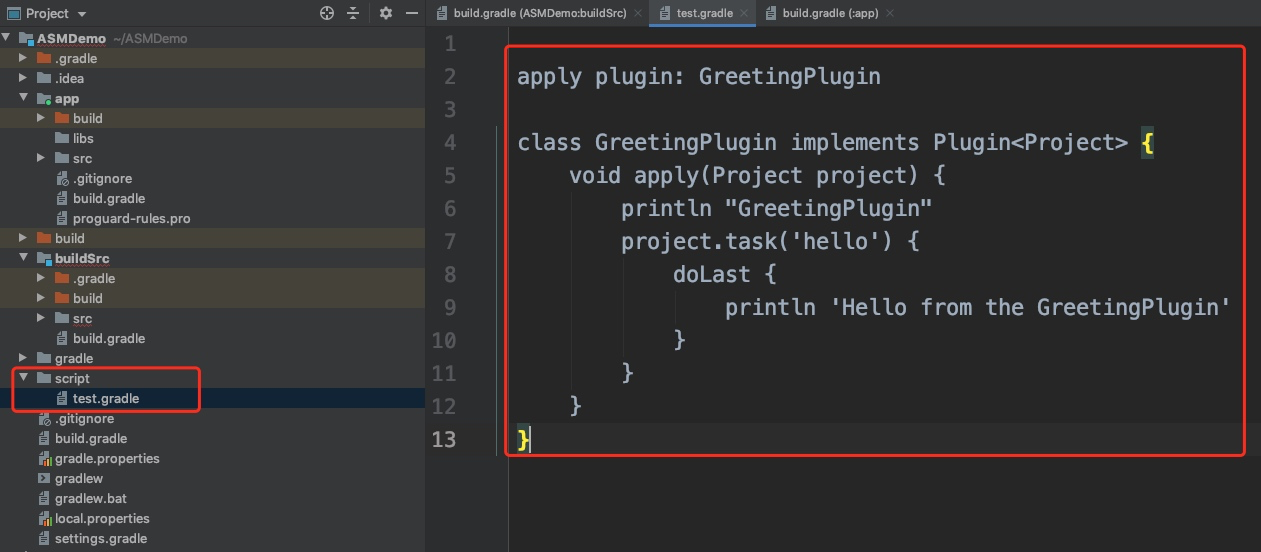 Project
ASMDemo ~/ASMDemo
.gradle
.idea
app
build
libs
src
.gitignore
build.gradle
proguard-rules.pro
build
buildSrc
.gradle
build
src
build.gradle
gradle
script
test.gradle
.gitignore
build.gradle
gradle.properties
gradlew
gradlew.bat
local.properties
settings.gradle
build.gradle (ASMDemo:buildSrc) test.gradle build.gradle (:app)
1
2 apply plugin: GreetingPlugin
3
4 class GreetingPlugin implements Plugin<Project> {
5     void apply(Project project) {
6         println "GreetingPlugin"
7         project.task('hello') {
8             doLast {
9                 println 'Hello from the GreetingPlugin'
10             }
11         }
12     }
13 }